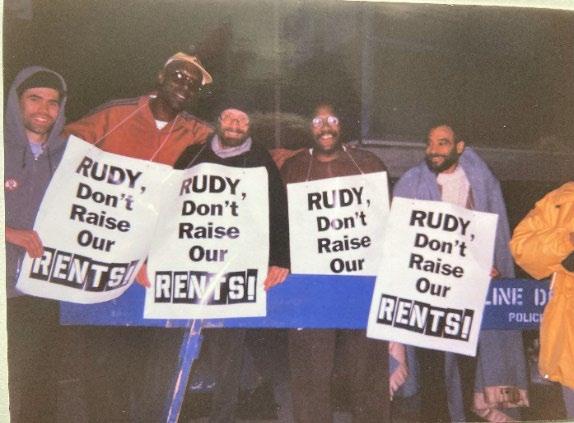 RUDY,
Don't
Raise
Our
RENTS!
RUDY,
Don't
Raise
Our
RENTS!
RUDY,
Don't
Raise
Our
RUDY,
Don't
Raise
Our
RENTS!
LINE D
POLIC